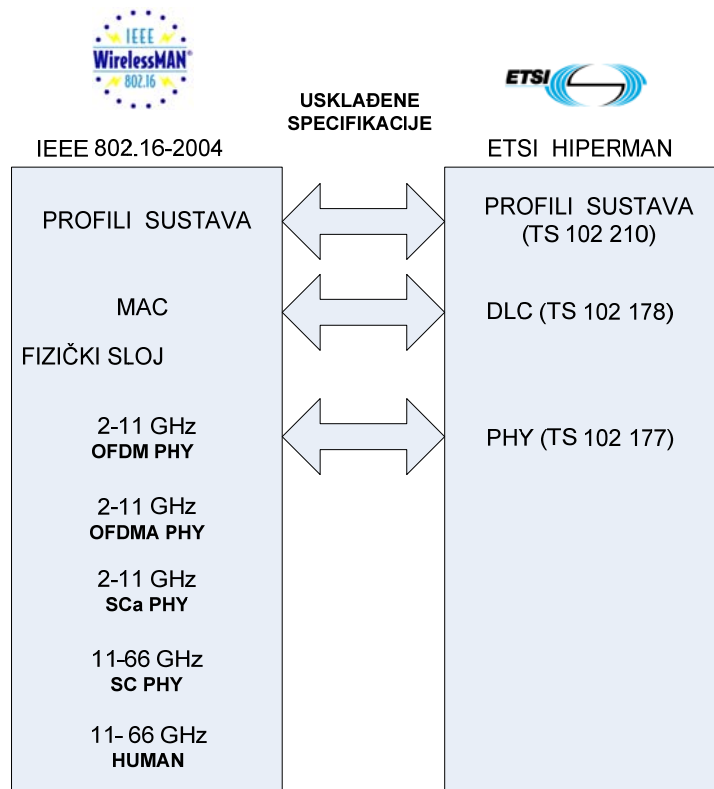 IEEE
WirelessMAN®
802.16
ETSI
USKLAĐENE
SPECIFIKACIJE
IEEE 802.16-2004
ETSI HIPERMAN
PROFILI SUSTAVA
PROFILI SUSTAVA
(TS 102 210)
MAC
DLC (TS 102 178)
FIZIČKI SLOJ
2-11 GHz
OFDM PHY
PHY (TS 102 177)
2-11 GHz
OFDMA PHY
2-11 GHz
SCa PHY
11-66 GHz
SC PHY
11- 66 GHz
HUMAN